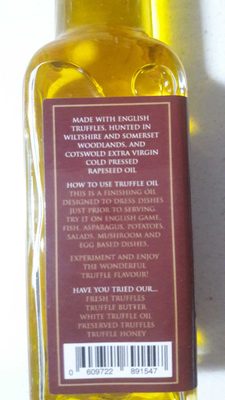 MADE WITH ENGLISH
TRUFFLES, HUNTED IN
WILTSHIRE AND SOMERSET
WOODLANDS, AND
COTSWOLD EXTRA VIRGIN
COLD PRESSED
RAPESEED OIL
HOW TO USE TRUFFLE OIL
THIS IS A FINISHING OIL
DESIGNED TO DRESS DISHES
JUST PRIOR TO SERVING.
TRY IT ON ENGLISH GAME,
FISH, ASPARAGUS, POTATOES,
SALADS, MUSHROOM AND
EGG BASED DISHES.
EXPERIMENT AND ENJOY
THE WONDERFUL
TRUFFLE FLAVOUR!
HAVE YOU TRIED OUR...
FRESH TRUFFLES
TRUFFLE BUTTER
WHITE TRUFFLE OIL
PRESERVED TRUFFLES
TRUFFLE HONEY
0 609722 891547